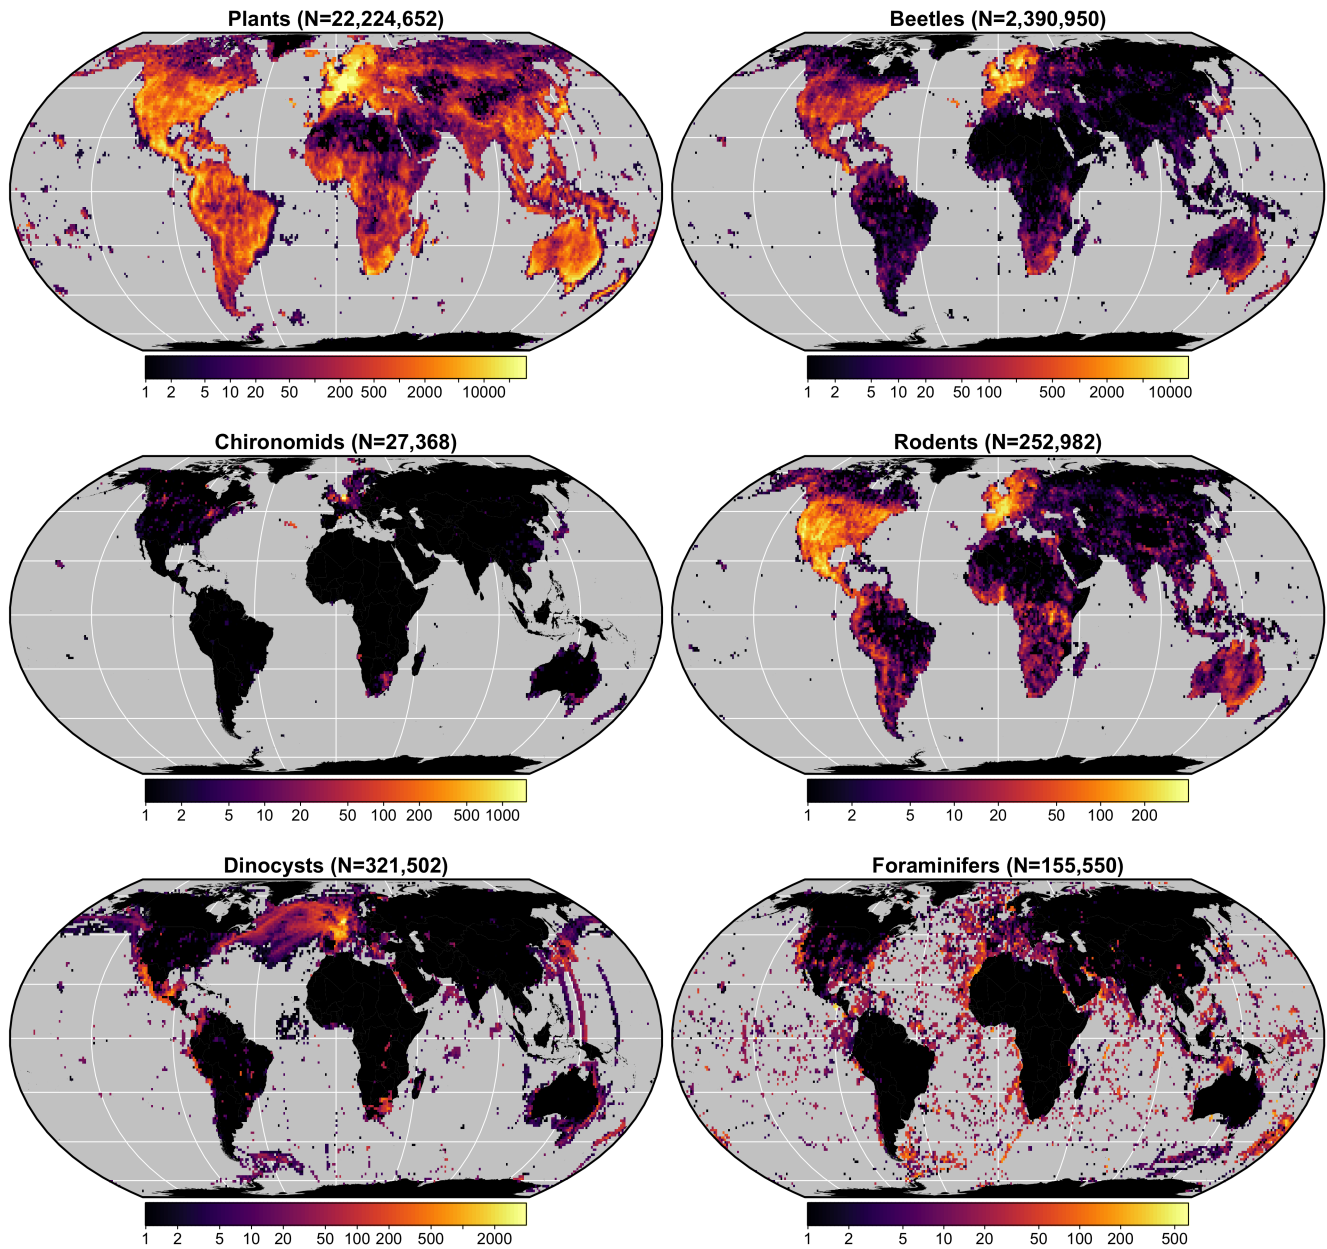 Plants (N=22,224,652)
1 2 5 10 20 50 200 500 2000 10000
Beetles (N=2,390,950)
1 2 5 10 20 50 100 500 2000 10000
Chironomids (N=27,368)
1 2 5 10 20 50 100 200 500 1000
Rodents (N=252,982)
1 2 5 10 20 50 100 200
Dinocysts (N=321,502)
1 2 5 10 20 50 100 200 500 2000
Foraminifers (N=155,550)
1 2 5 10 20 50 100 200 500